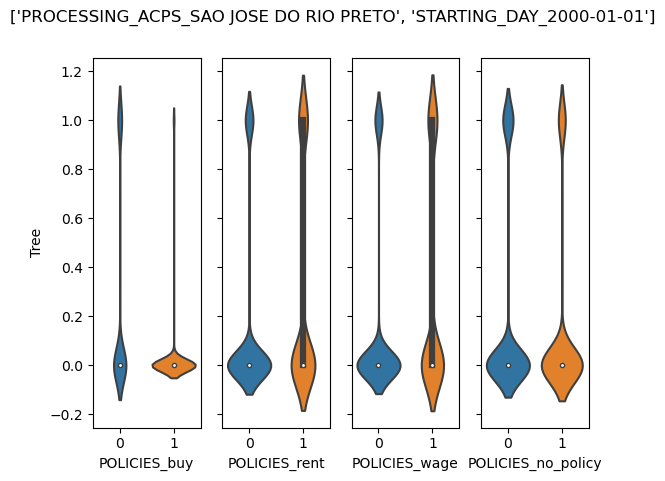 ['PROCESSING_ACPS_SAO JOSE DO RIO PRETO', 'STARTING_DAY_2000-01-01']
1.2
1.0
0.8
0.6
0.4
0.2
0.0
−0.2
Tree
0 1 0 1 0 1 0 1
POLICIES_buy POLICIES_rent POLICIES_wage POLICIES_no_policy